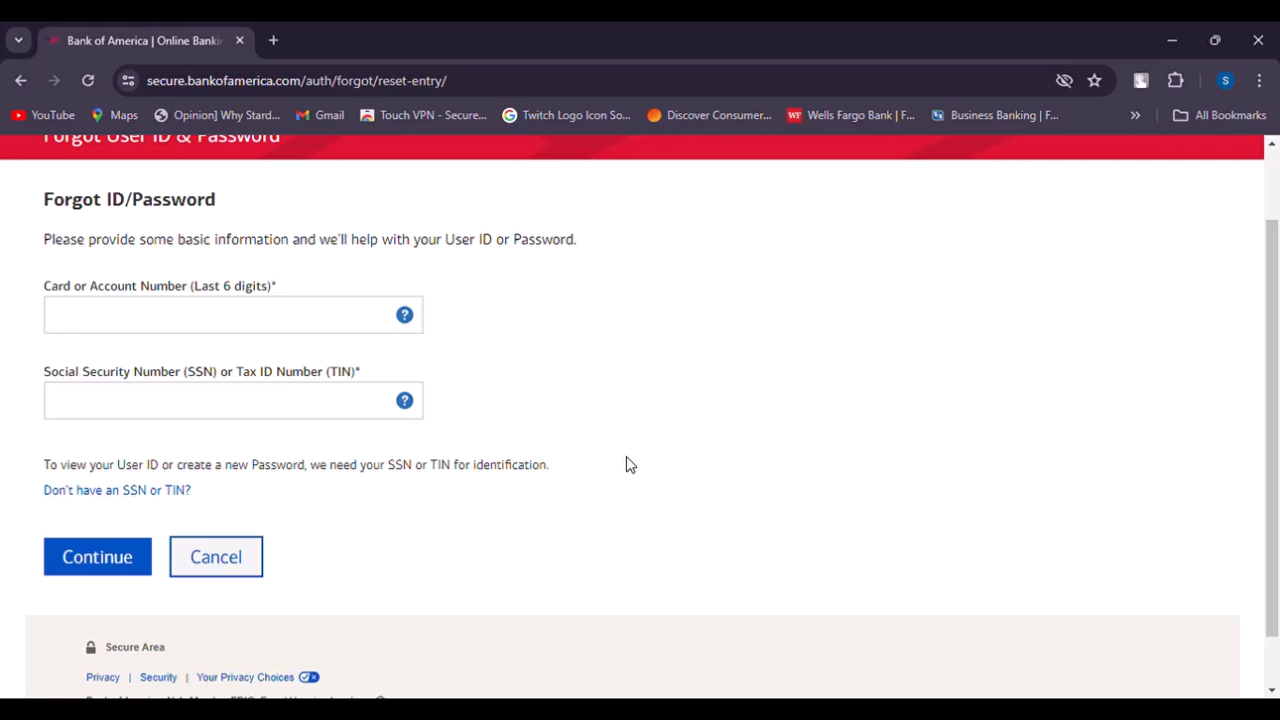 Bank of America | Online Banki
secure.bankofamerica.com/auth/forgot/reset-entry/
S
YouTube Maps Opinion] Why Stard... Gmail Touch VPN - Secure... Twitch Logo Icon So... Discover Consumer... WF Wells Fargo Bank | F... Business Banking | F... » All Bookmarks
Forgot User ID & Password
Forgot ID/Password
Please provide some basic information and we'll help with your User ID or Password.
Card or Account Number (Last 6 digits)*
?
Social Security Number (SSN) or Tax ID Number (TIN)*
?
To view your User ID or create a new Password, we need your SSN or TIN for identification.
Don't have an SSN or TIN?
Continue Cancel
Secure Area
Privacy | Security | Your Privacy Choices